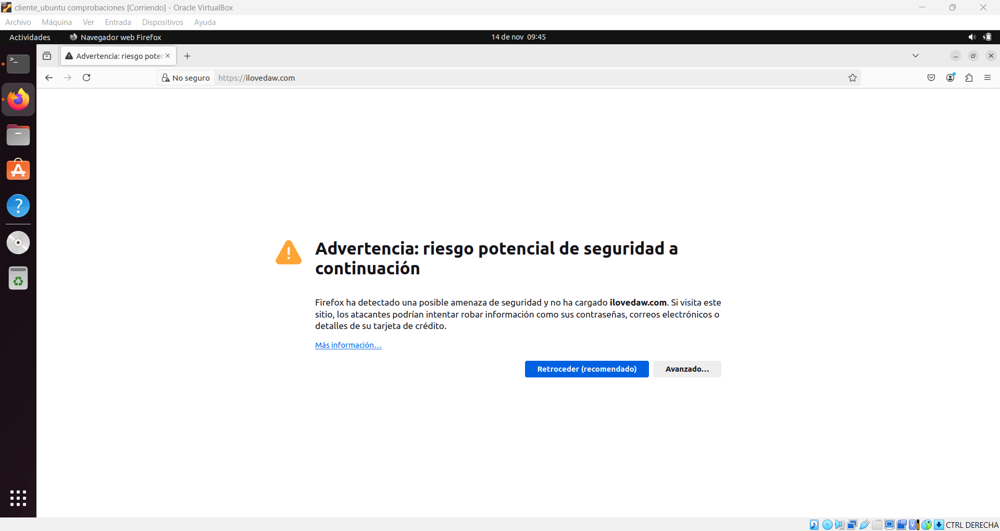 cliente_ubuntu comprobaciones [Corriendo] - Oracle VirtualBox
Archivo Máquina Ver Entrada Dispositivos Ayuda
Actividades Navegador web Firefox 14 de nov 09:45
Advertencia: riesgo poter
No seguro https://ilovedaw.com
Advertencia: riesgo potencial de seguridad a
continuación
Firefox ha detectado una posible amenaza de seguridad y no ha cargado ilovedaw.com. Si visita este
sitio, los atacantes podrían intentar robar información como sus contraseñas, correos electrónicos o
detalles de su tarjeta de crédito.
Más información...
Retroceder (recomendado) Avanzado...
CTRL DERECHA